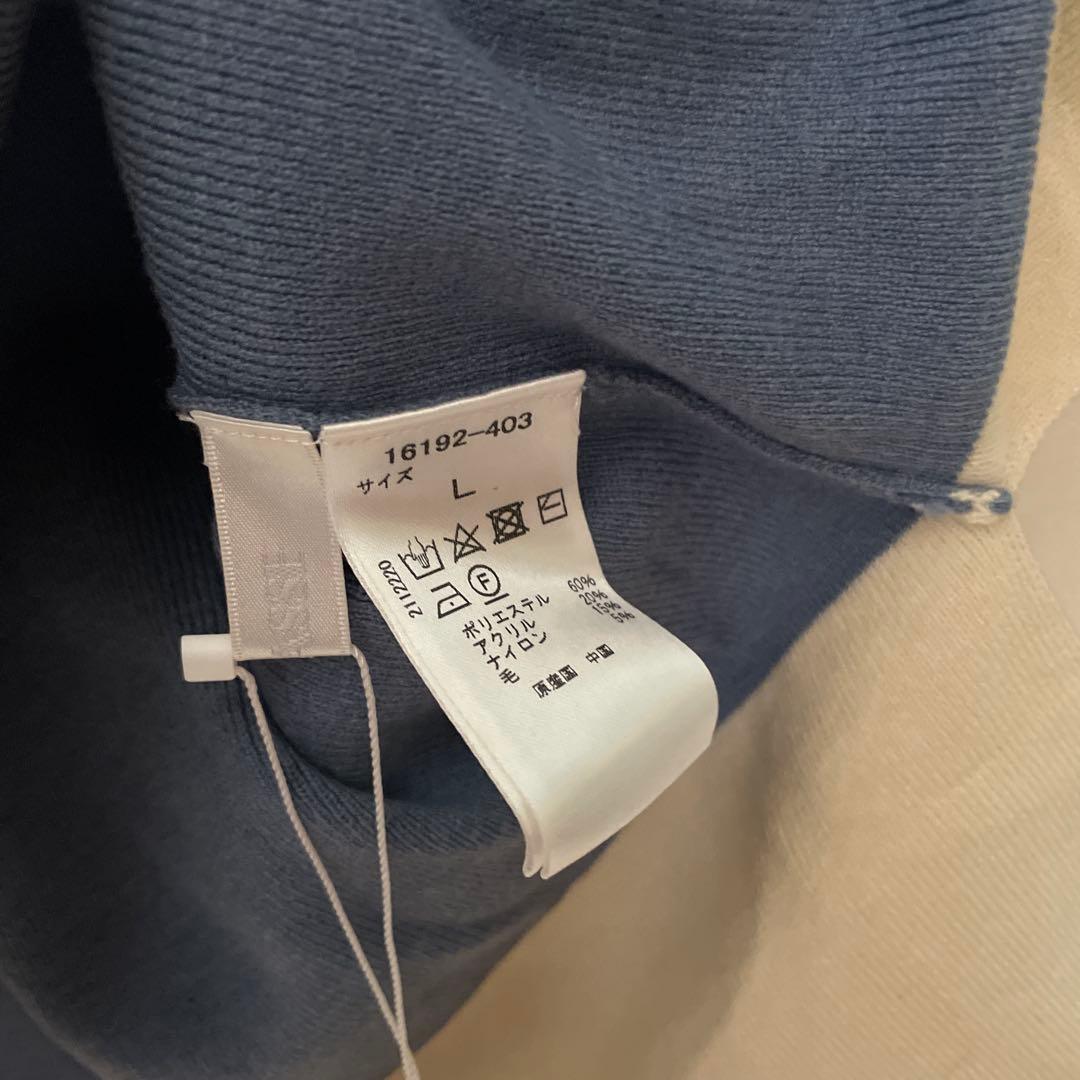 16192-403
サイズ
L
F
211220
ポリエステル 60%
アクリル 20%
ナイロン 15%
毛 5%
原産国 中国